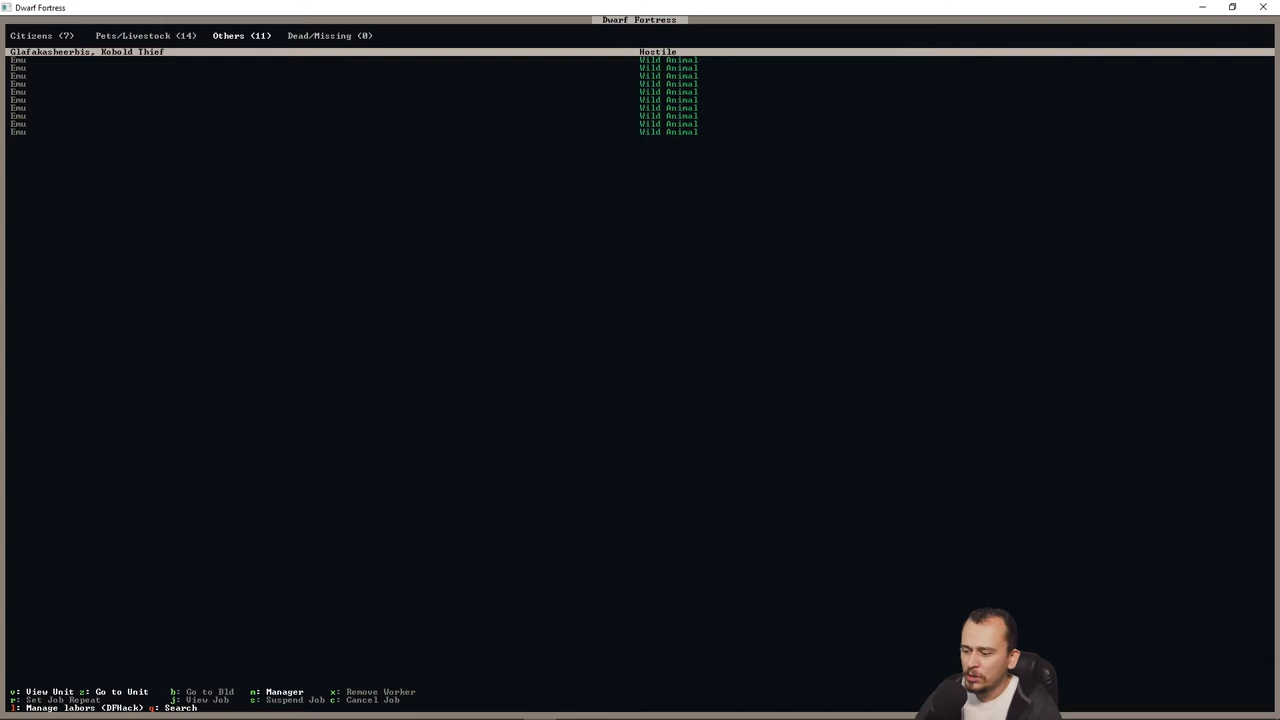 Dwarf Fortress
Dwarf Fortress
Citizens (7) Pets/Livestock (14) Others (11) Dead/Missing (0)
Glafakasheerbis, Kobold Thief Hostile
Emu Wild Animal
Emu Wild Animal
Emu Wild Animal
Emu Wild Animal
Emu Wild Animal
Emu Wild Animal
Emu Wild Animal
Emu Wild Animal
Emu Wild Animal
Emu Wild Animal
v: View Unit z: Go to Unit b: Go to Bld m: Manager x: Remove Worker
r: Set Job Repeat j: View Job s: Suspend Job c: Cancel Job
l: Manage labors (DFHack) q: Search